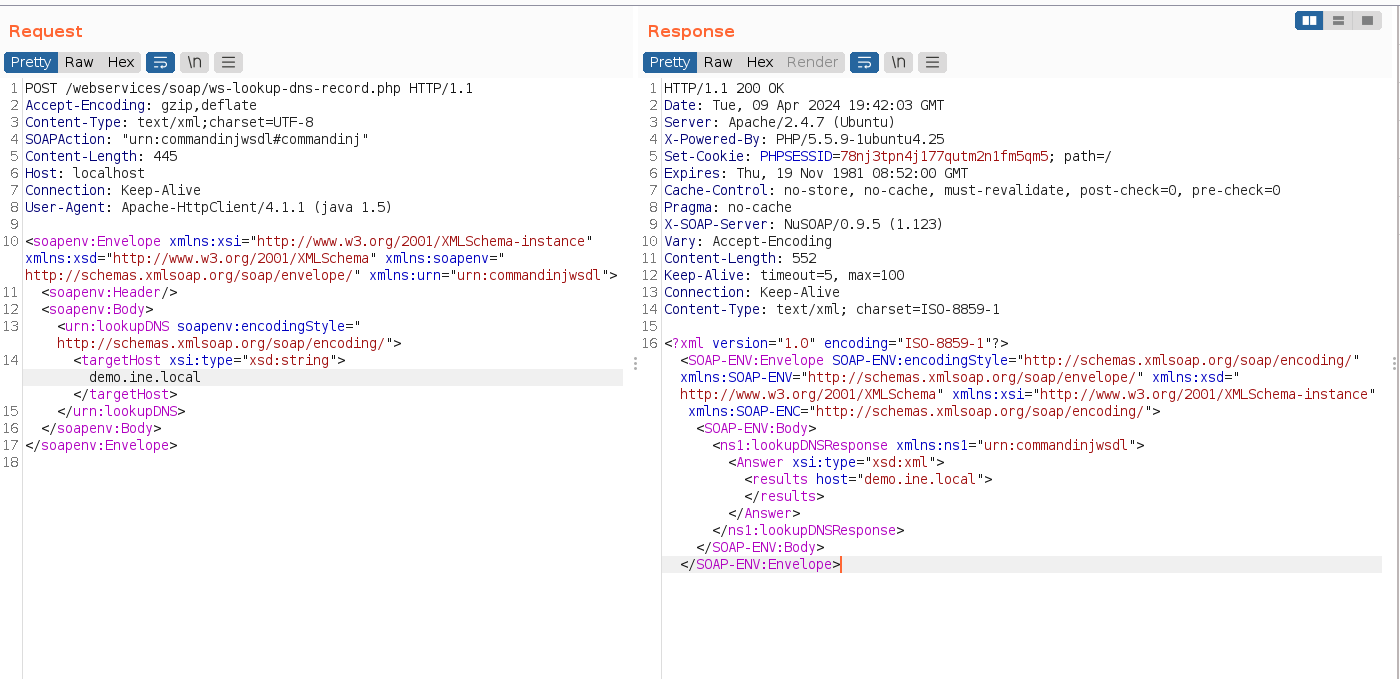 Request
Pretty Raw Hex \n
1 POST /webservices/soap/ws-lookup-dns-record.php HTTP/1.1
2 Accept-Encoding: gzip,deflate
3 Content-Type: text/xml;charset=UTF-8
4 SOAPAction: "urn:commandinjwsdl#commandinj"
5 Content-Length: 445
6 Host: localhost
7 Connection: Keep-Alive
8 User-Agent: Apache-HttpClient/4.1.1 (java 1.5)
9
10 <soapenv:Envelope xmlns:xsi="http://www.w3.org/2001/XMLSchema-instance"
xmlns:xsd="http://www.w3.org/2001/XMLSchema" xmlns:soapenv="
http://schemas.xmlsoap.org/soap/envelope/" xmlns:urn="urn:commandinjwsdl">
11 <soapenv:Header/>
12 <soapenv:Body>
13 <urn:lookupDNS soapenv:encodingStyle="
http://schemas.xmlsoap.org/soap/encoding/">
14 <targetHost xsi:type="xsd:string">
demo.ine.local
</targetHost>
15 </urn:lookupDNS>
16 </soapenv:Body>
17 </soapenv:Envelope>
18
Response
Pretty Raw Hex Render \n
1 HTTP/1.1 200 OK
2 Date: Tue, 09 Apr 2024 19:42:03 GMT
3 Server: Apache/2.4.7 (Ubuntu)
4 X-Powered-By: PHP/5.5.9-1ubuntu4.25
5 Set-Cookie: PHPSESSID=78nj3tpn4j177qutm2n1fm5qm5; path=/
6 Expires: Thu, 19 Nov 1981 08:52:00 GMT
7 Cache-Control: no-store, no-cache, must-revalidate, post-check=0, pre-check=0
8 Pragma: no-cache
9 X-SOAP-Server: NuSOAP/0.9.5 (1.123)
10 Vary: Accept-Encoding
11 Content-Length: 552
12 Keep-Alive: timeout=5, max=100
13 Connection: Keep-Alive
14 Content-Type: text/xml; charset=ISO-8859-1
15
16 <?xml version="1.0" encoding="ISO-8859-1"?>
<SOAP-ENV:Envelope SOAP-ENV:encodingStyle="http://schemas.xmlsoap.org/soap/encoding/"
xmlns:SOAP-ENV="http://schemas.xmlsoap.org/soap/envelope/" xmlns:xsd="
http://www.w3.org/2001/XMLSchema" xmlns:xsi="http://www.w3.org/2001/XMLSchema-instance"
xmlns:SOAP-ENC="http://schemas.xmlsoap.org/soap/encoding/">
<SOAP-ENV:Body>
<ns1:lookupDNSResponse xmlns:ns1="urn:commandinjwsdl">
<Answer xsi:type="xsd:xml">
<results host="demo.ine.local">
</results>
</Answer>
</ns1:lookupDNSResponse>
</SOAP-ENV:Body>
</SOAP-ENV:Envelope>